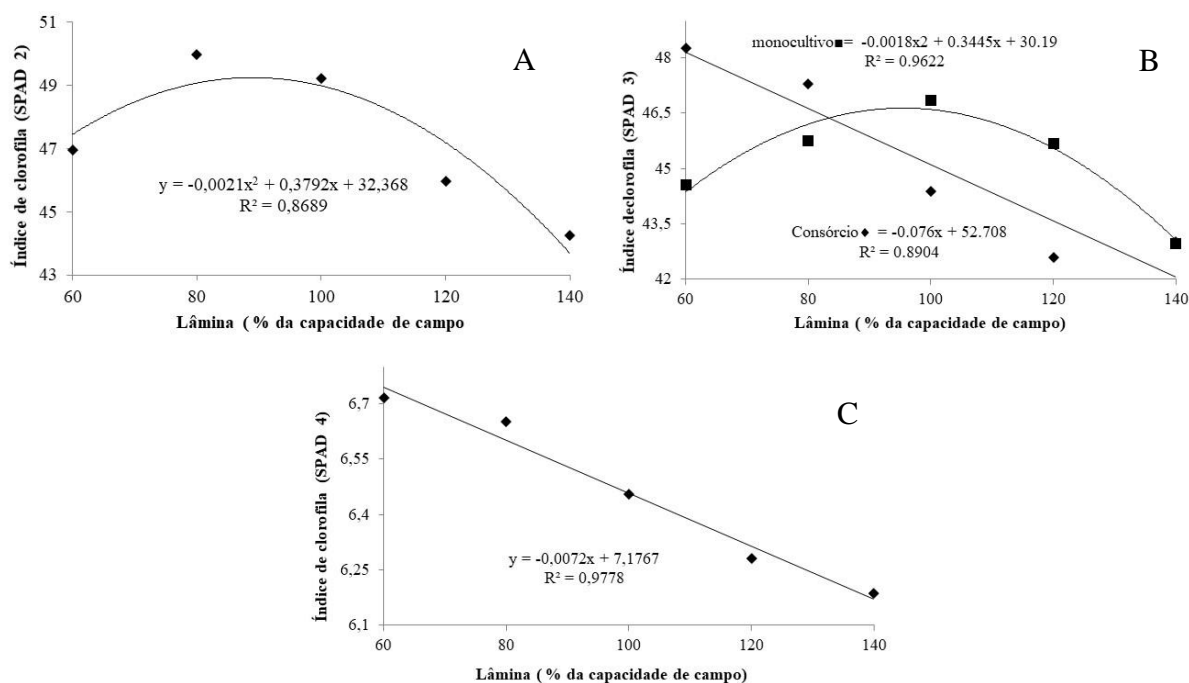 A
Índice de clorofila (SPAD 2)
51
49
47
45
43
y = -0,0021x² + 0,3792x + 32,368
R² = 0,8689
60
80
100
120
140
Lâmina ( % da capacidade de campo
B
Índice declorofila (SPAD 3)
48
46.5
45
43.5
42
monocultivo■= -0.0018x2 + 0.3445x + 30.19
R² = 0.9622
Consórcio ♦ = -0.076x + 52.708
R² = 0.8904
60
80
100
120
140
Lâmina ( % da capacidade de campo)
C
Índice de clorofila (SPAD 4)
6,7
6,55
6,4
6,25
6,1
y = -0,0072x + 7,1767
R² = 0,9778
60
80
100
120
140
Lâmina ( % da capacidade de campo)